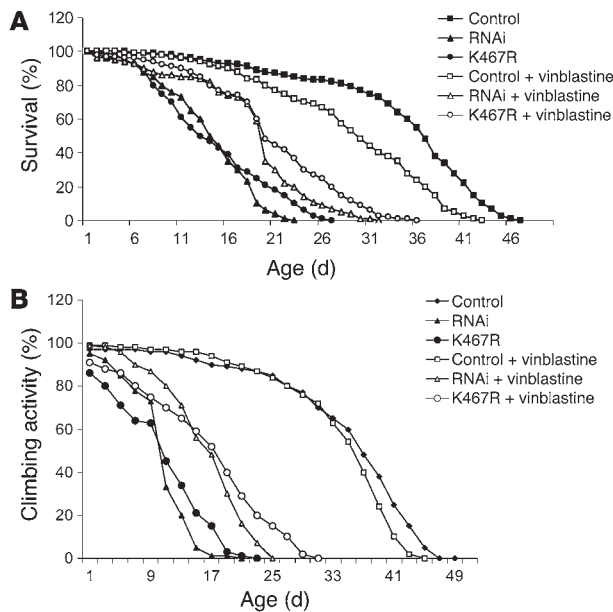 A
120
100
80
60
40
20
0
Survival (%)
1 6 11 16 21 26 31 36 41 46
Age (d)
Control
RNAi
K467R
Control + vinblastine
RNAi + vinblastine
K467R + vinblastine
B
120
100
80
60
40
20
0
Climbing activity (%)
1 9 17 25 33 41 49
Age (d)
Control
RNAi
K467R
Control + vinblastine
RNAi + vinblastine
K467R + vinblastine